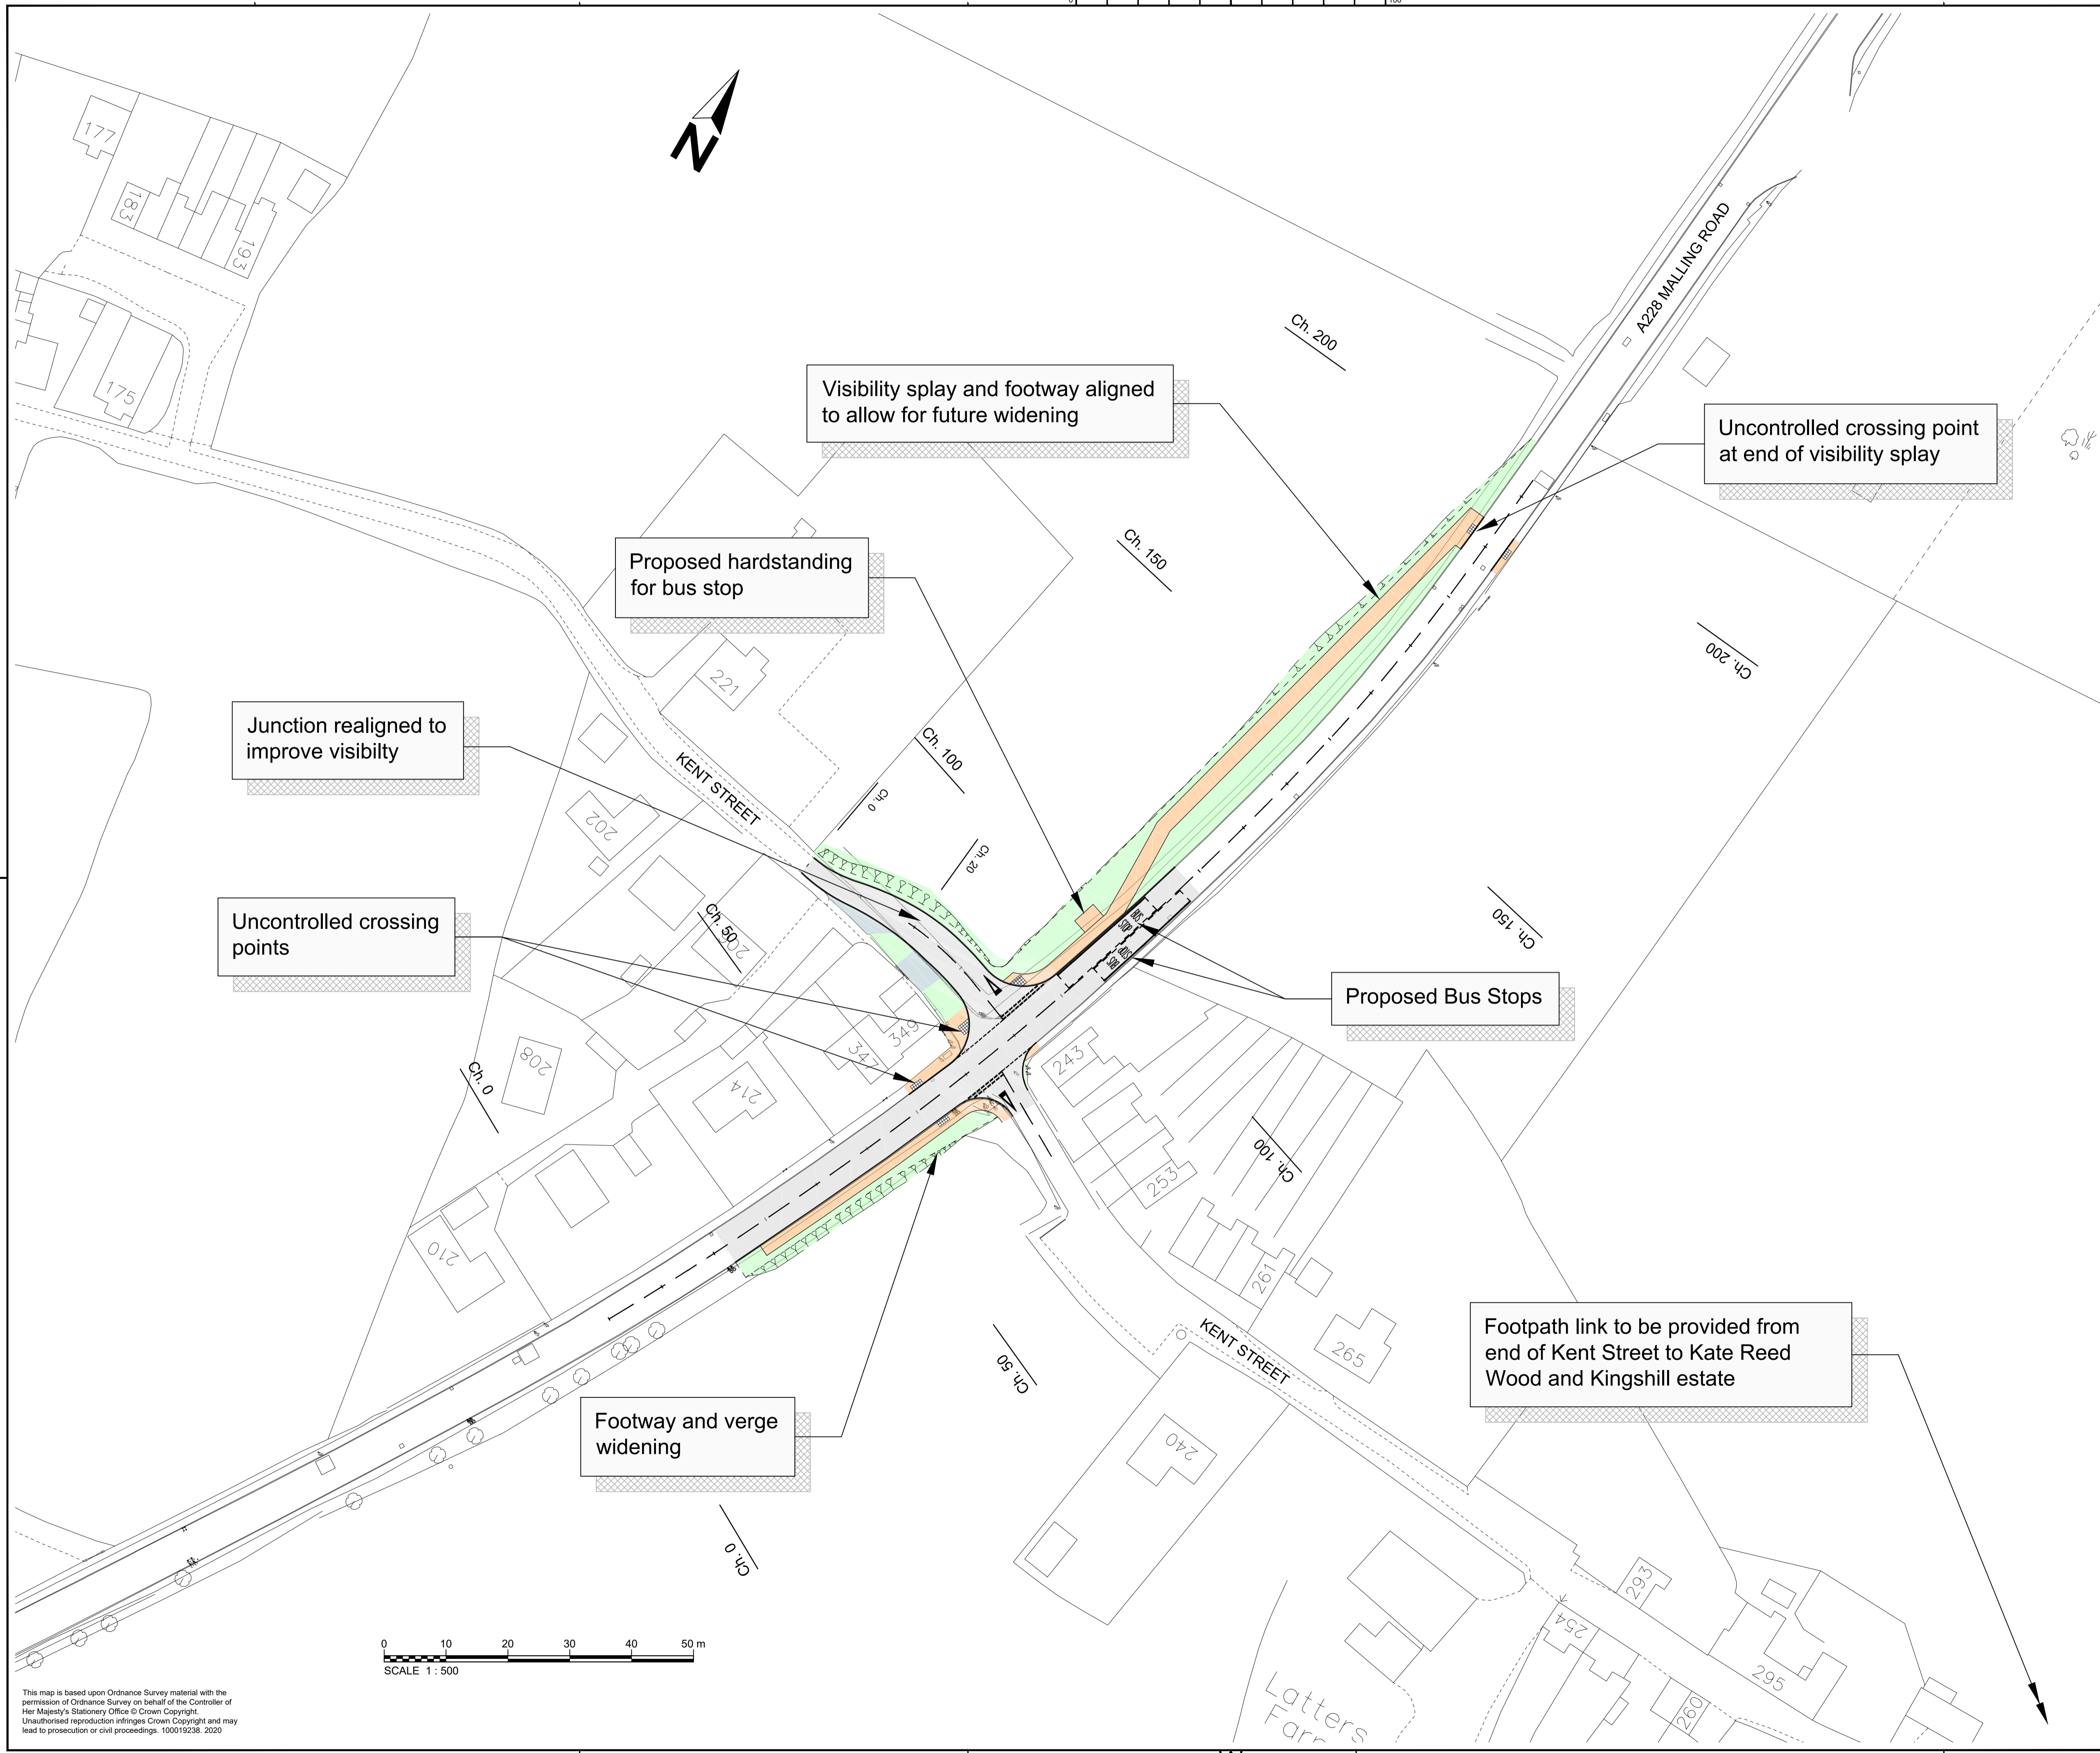 0
100
177
183
193
175
N
A228 MALLING ROAD
Ch. 200
Visibility splay and footway aligned
to allow for future widening
Uncontrolled crossing point
at end of visibility splay
Ch. 150
Proposed hardstanding
for bus stop
Ch. 200
221
Junction realigned to
improve visibilty
KENT STREET
Ch. 100
Ch. 0
202
Ch. 20
Uncontrolled crossing
points
Ch. 50
BUS
STOP
BUS
STOP
Ch. 150
Proposed Bus Stops
349
347
243
208
Ch. 0
214
253
Ch. 100
210
261
265
KENT STREET
Ch. 50
Footpath link to be provided from
end of Kent Street to Kate Reed
Wood and Kingshill estate
Footway and verge
widening
240
Ch. 0
293
254
295
260
Latters
0 10 20 30 40 50 m
SCALE 1 : 500
This map is based upon Ordnance Survey material with the
permission of Ordnance Survey on behalf of the Controller of
Her Majesty's Stationery Office © Crown Copyright.
Unauthorised reproduction infringes Crown Copyright and may
lead to prosecution or civil proceedings. 100019238. 2020